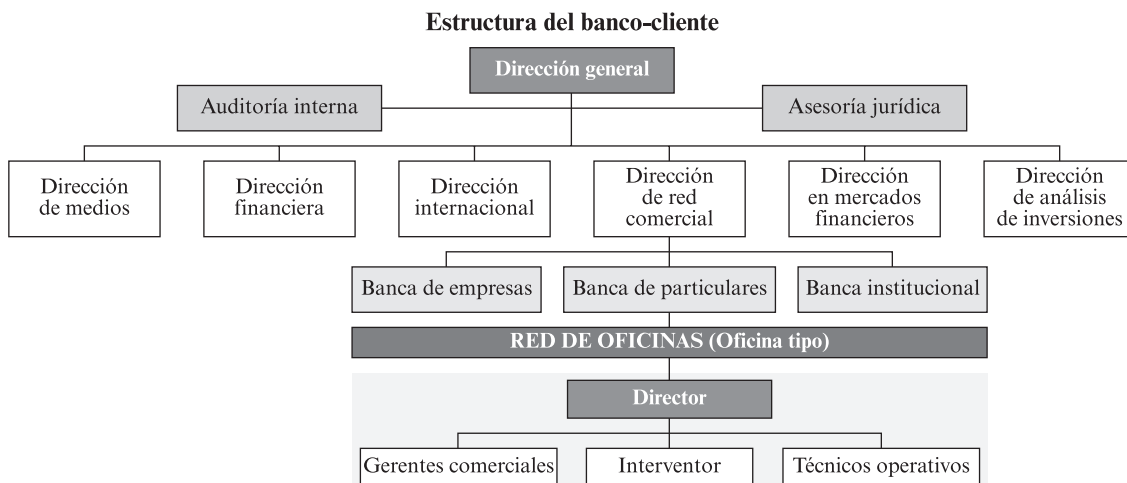 Estructura del banco-cliente
Dirección general
Auditoría interna
Asesoría jurídica
Dirección
de medios
Dirección
financiera
Dirección
internacional
Dirección
de red
comercial
Dirección
en mercados
financieros
Dirección
de análisis
de inversiones
Banca de empresas
Banca de particulares
Banca institucional
RED DE OFICINAS (Oficina tipo)
Director
Gerentes comerciales
Interventor
Técnicos operativos